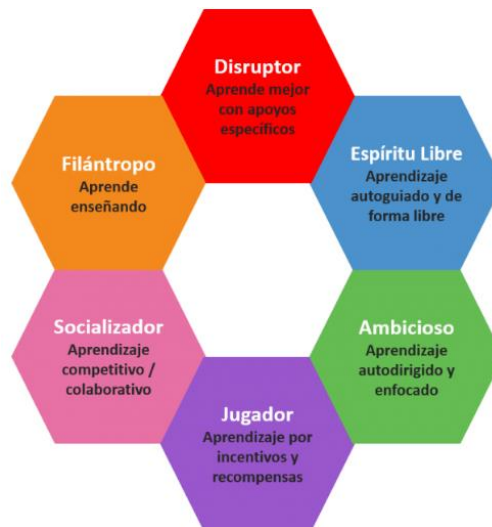 Disruptor
Aprende mejor
con apoyos
específicos
Filántropo
Aprende
enseñando
Espíritu Libre
Aprendizaje
autoguiado y de
forma libre
Socializador
Aprendizaje
competitivo /
colaborativo
Ambicioso
Aprendizaje
autodirigido y
enfocado
Jugador
Aprendizaje por
incentivos y
recompensas